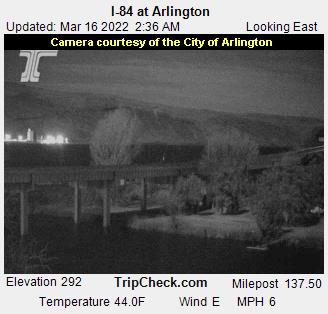 I-84 at Arlington
Updated: Mar 16 2022 2:36 AM Looking East
Camera courtesy of the City of Arlington
Elevation 292 TripCheck.com Milepost 137.50
Temperature 44.0F Wind E MPH 6